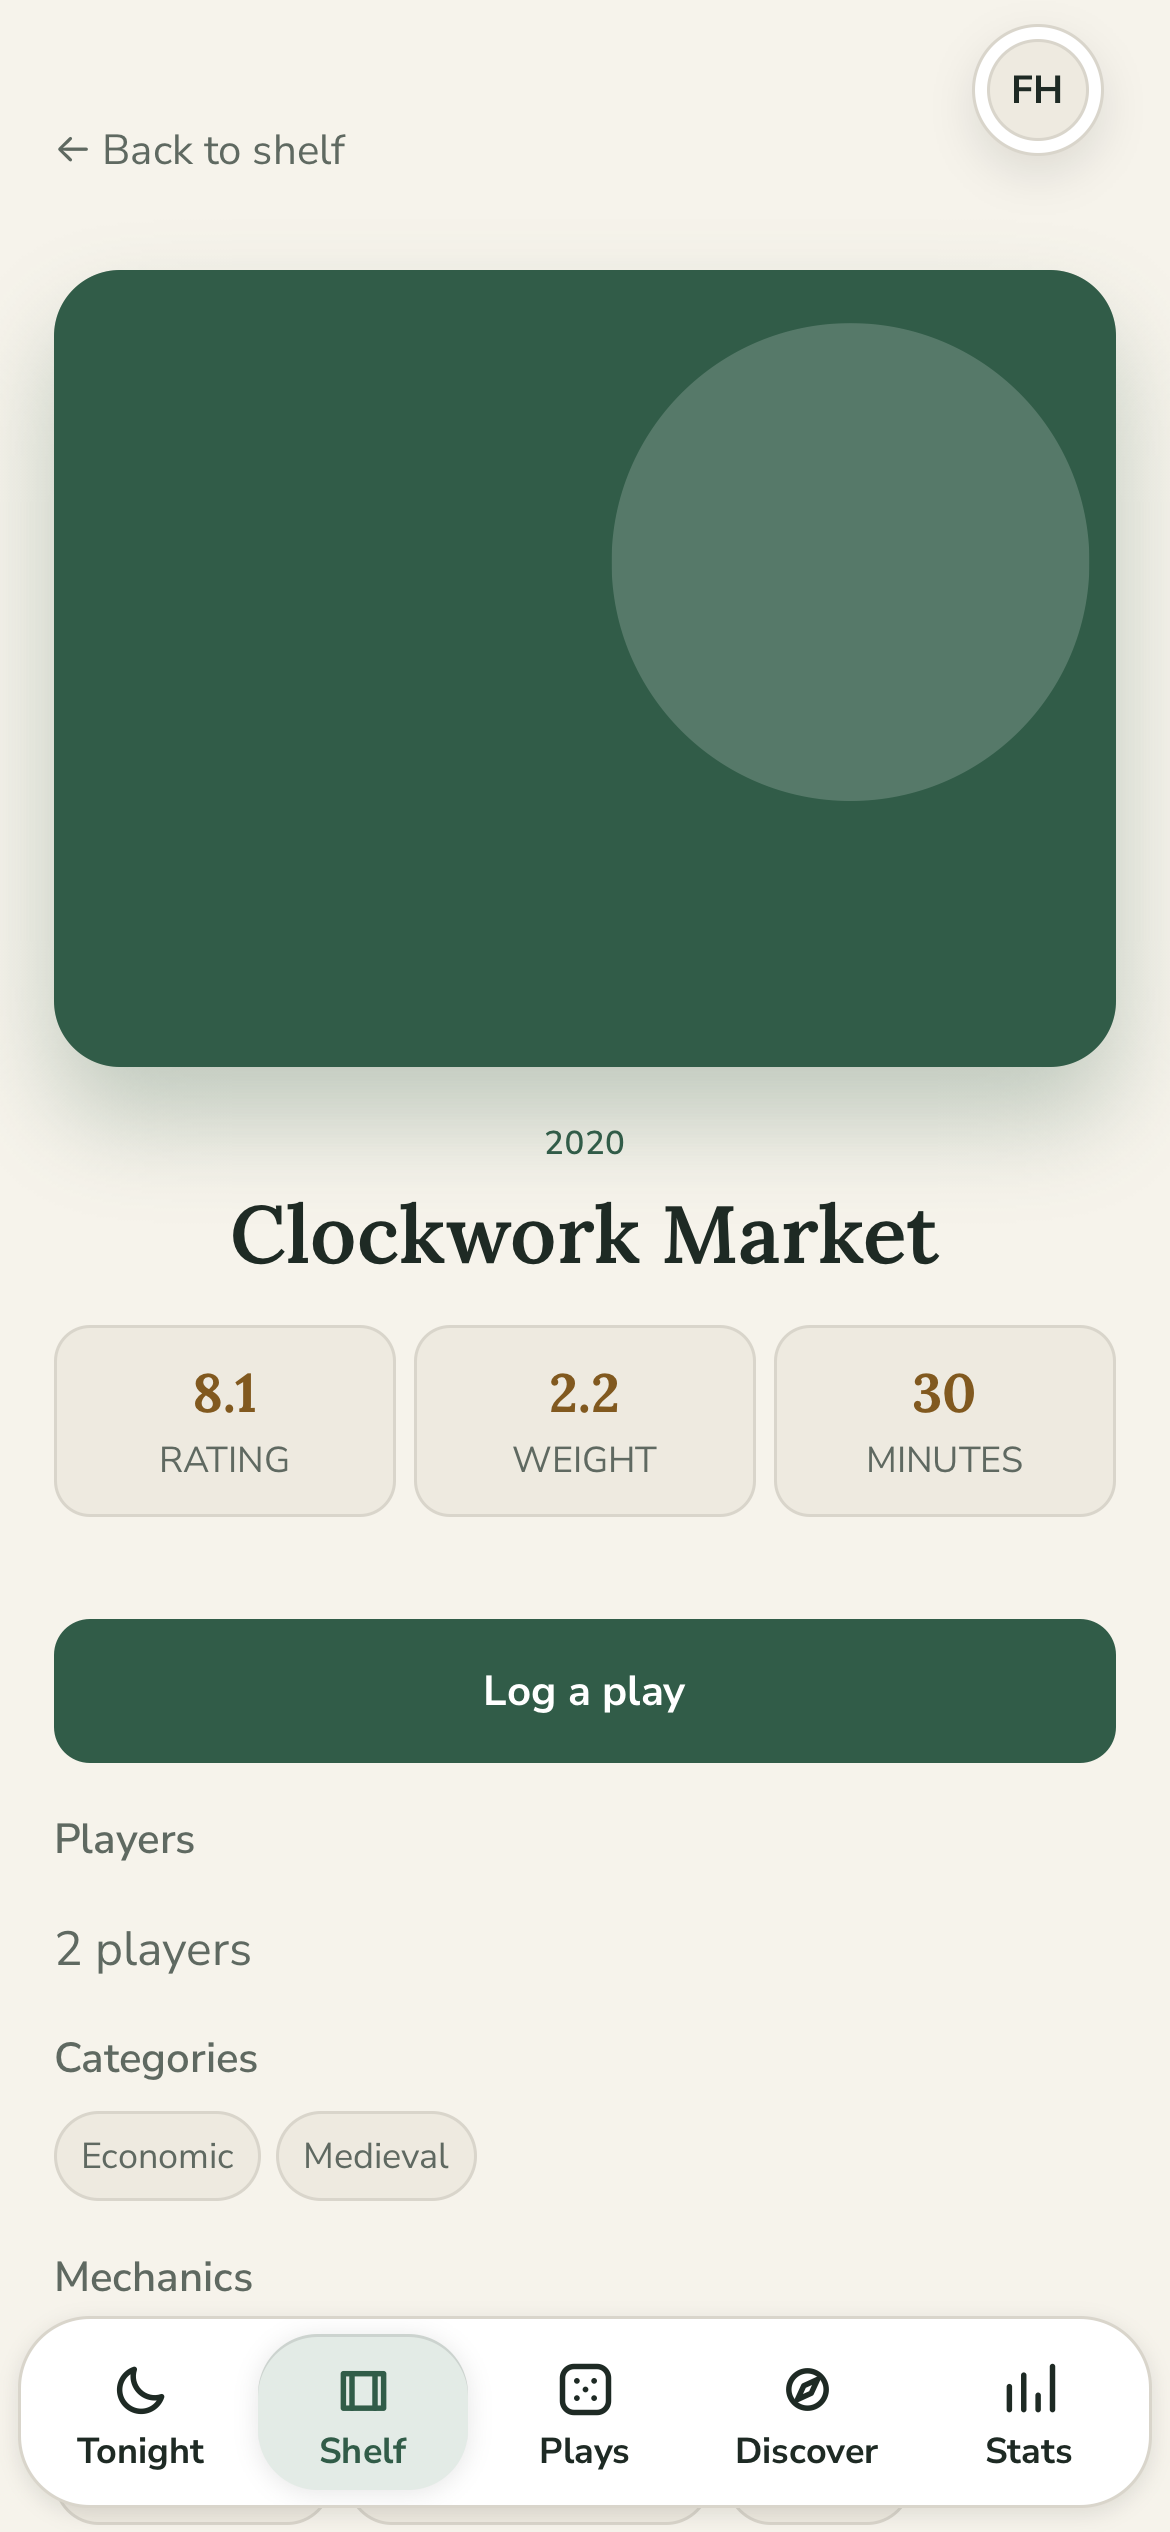 FH
← Back to shelf
2020
Clockwork Market
8.1
RATING
2.2
WEIGHT
30
MINUTES
Log a play
Players
2 players
Categories
Economic
Medieval
Mechanics
Tonight
Shelf
Plays
Discover
Stats